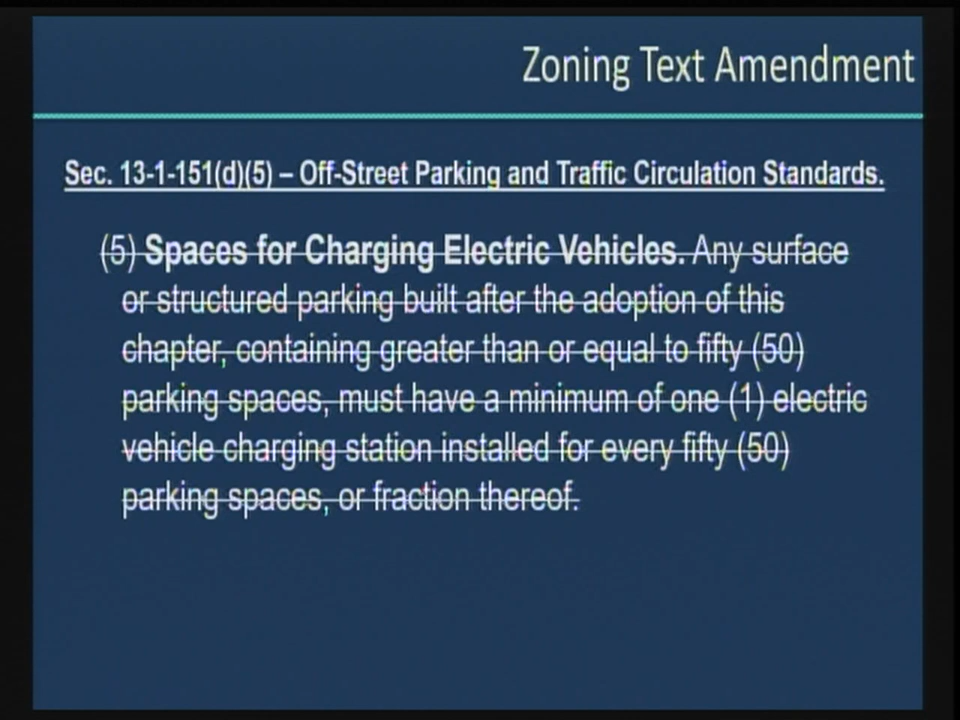 Zoning Text Amendment
Sec. 13-1-151(d)(5) – Off-Street Parking and Traffic Circulation Standards.
(5) Spaces for Charging Electric Vehicles. Any surface
or structured parking built after the adoption of this
chapter, containing greater than or equal to fifty (50)
parking spaces, must have a minimum of one (1) electric
vehicle charging station installed for every fifty (50)
parking spaces, or fraction thereof.